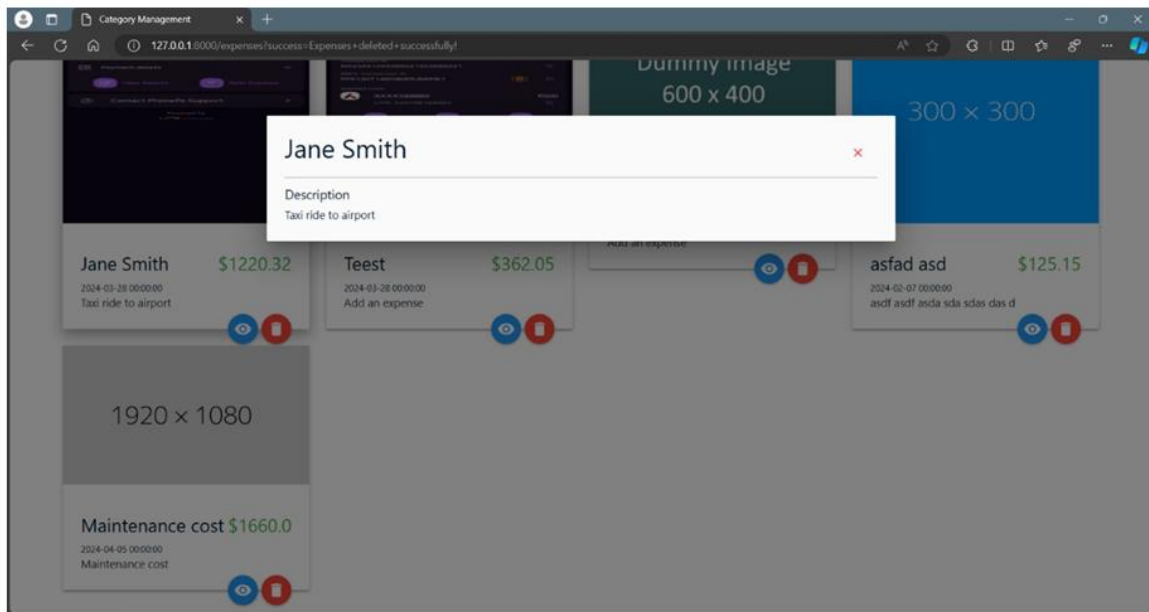 Category Management
127.0.0.1:8000/expenses?success=Expenses+deleted+successfully!
Contact PhonePe Support
Dummy Image
600 x 400
300 × 300
Jane Smith
Description
Taxi ride to airport
Jane Smith $1220.32
2024-03-28 00:00:00
Taxi ride to airport
Teest $362.05
2024-03-28 00:00:00
Add an expense
Add an expense
asfad asd $125.15
2024-02-07 00:00:00
asdf asdf asda sda sdas das d
1920 × 1080
Maintenance cost $1660.0
2024-04-05 00:00:00
Maintenance cost